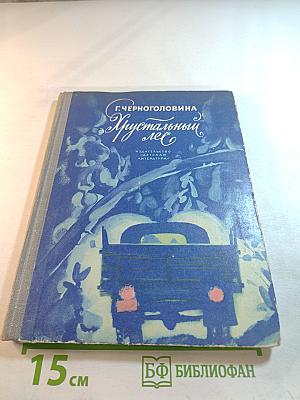 Г. ЧЕРНОГОЛОВИНА
Хрустальный
лес
ИЗДАТЕЛЬСТВО
«ДЕТСКАЯ
ЛИТЕРАТУРА»
15 см
БФ БИБЛИОФАН